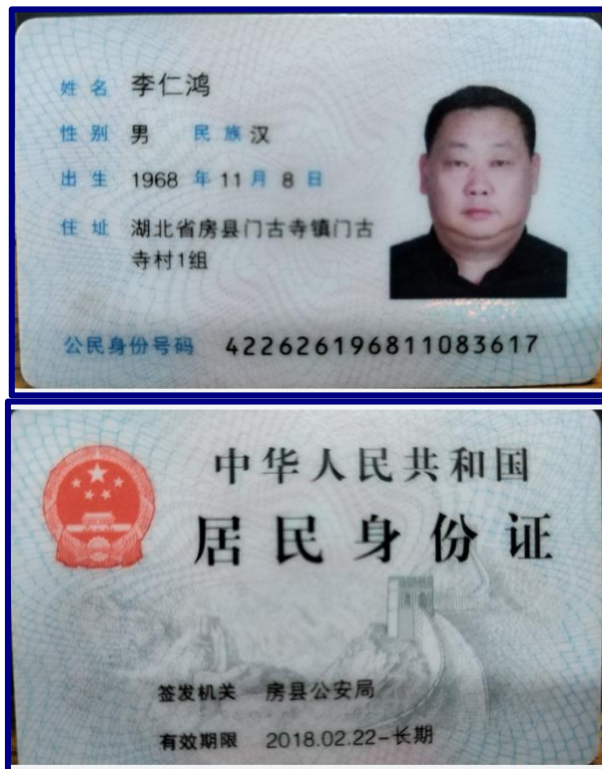 姓名 李仁鸿
性别 男 民族 汉
出生 1968 年 11 月 8 日
住址 湖北省房县门古寺镇门古
寺村1组
公民身份号码 422626196811083617
中华人民共和国
居民身份证
签发机关 房县公安局
有效期限 2018.02.22-长期